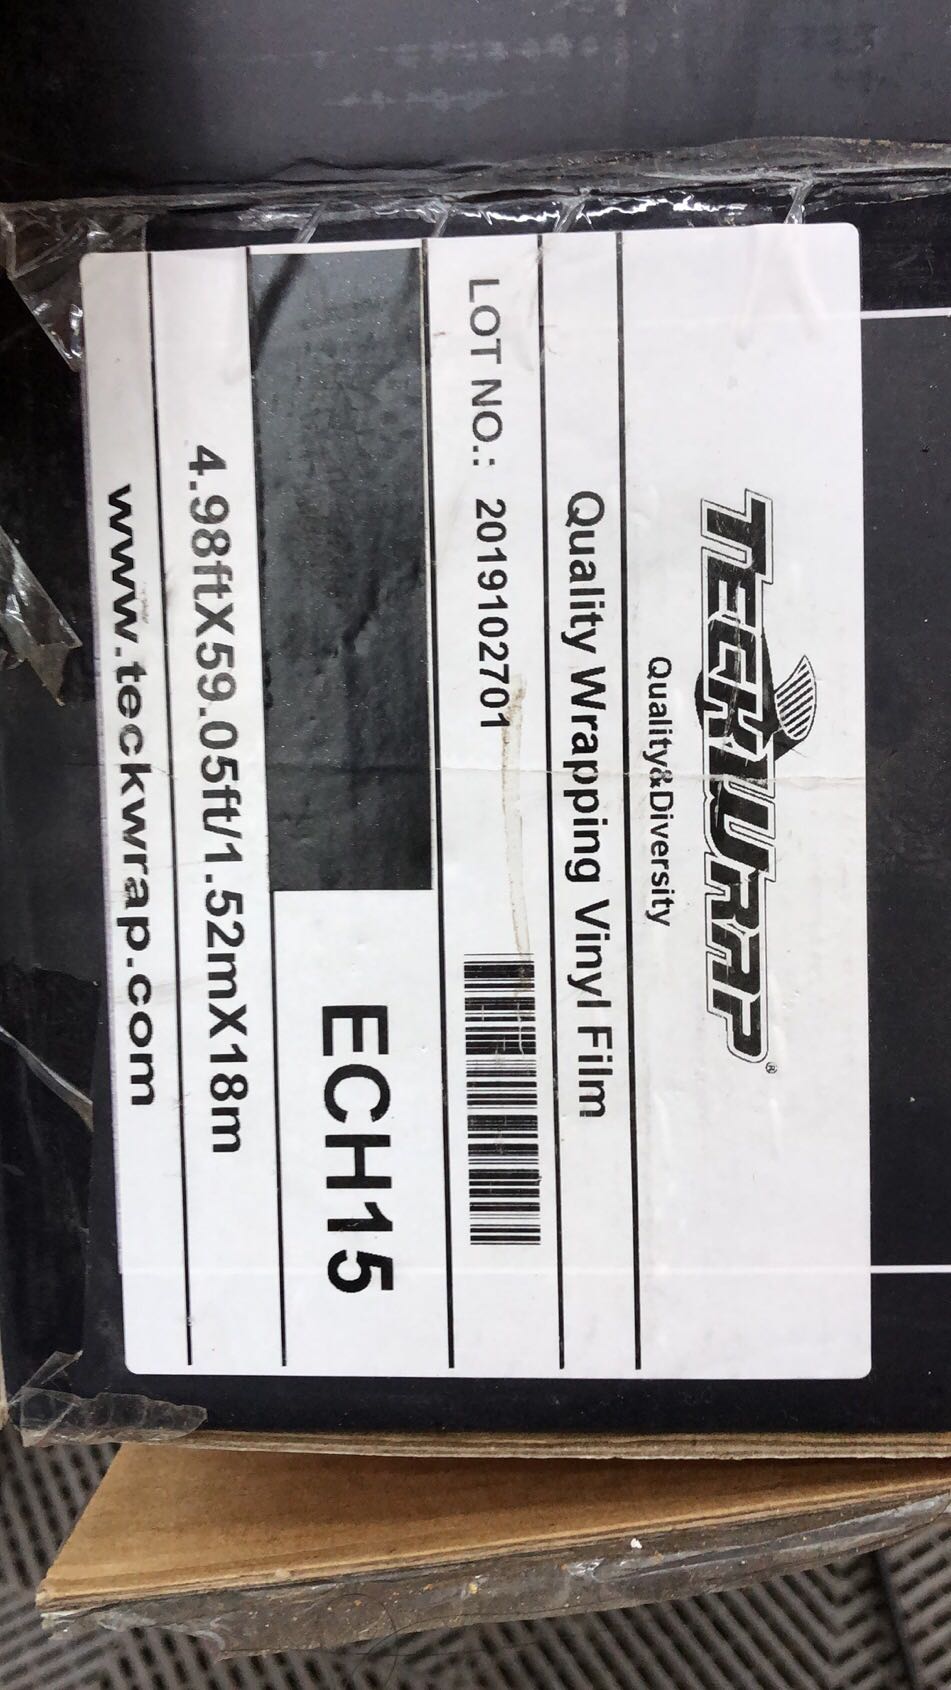 TECKWRAP®
Quality&Diversity
Quality Wrapping Vinyl Film
LOT NO.: 2019102701
ECH15
4.98ftX59.05ft/1.52mX18m
www.teckwrap.com